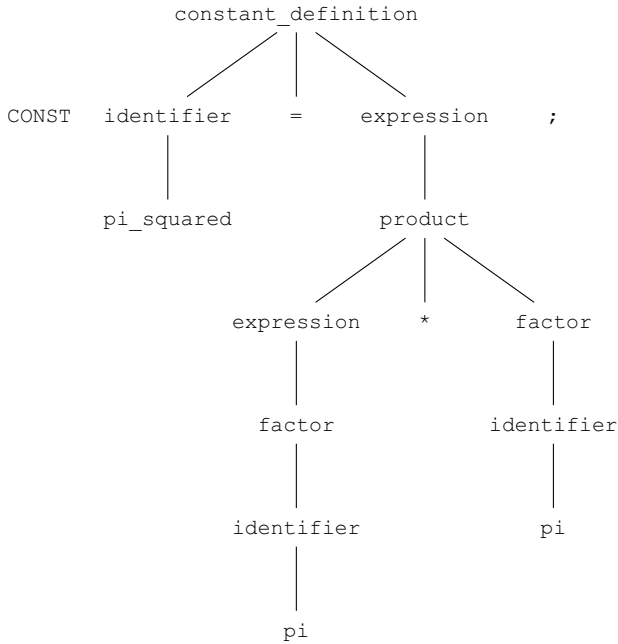 constant_definition
CONST identifier = expression ;
pi_squared product
expression * factor
factor identifier
identifier pi
pi